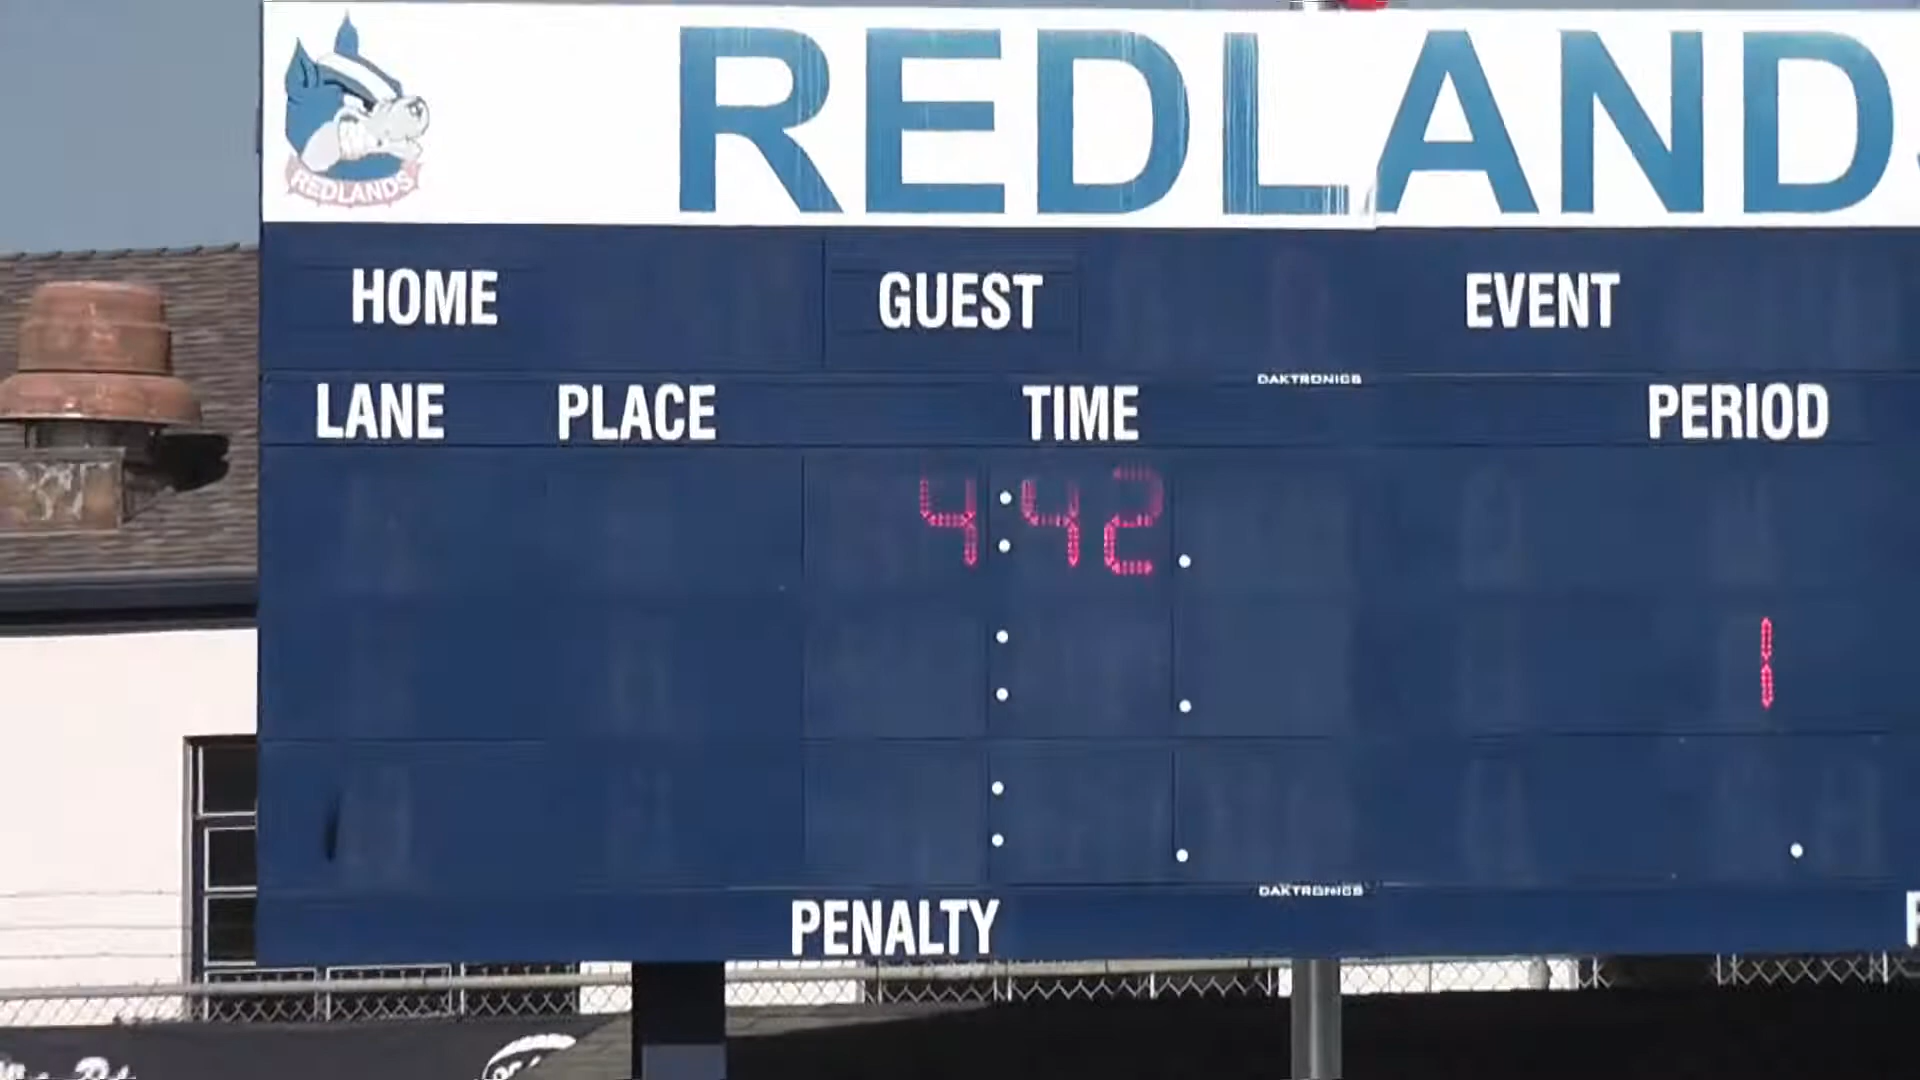 REDLANDS
REDLAND
HOME GUEST EVENT
DAKTRONICS
LANE PLACE TIME PERIOD
4:42
1
DAKTRONICS
PENALTY